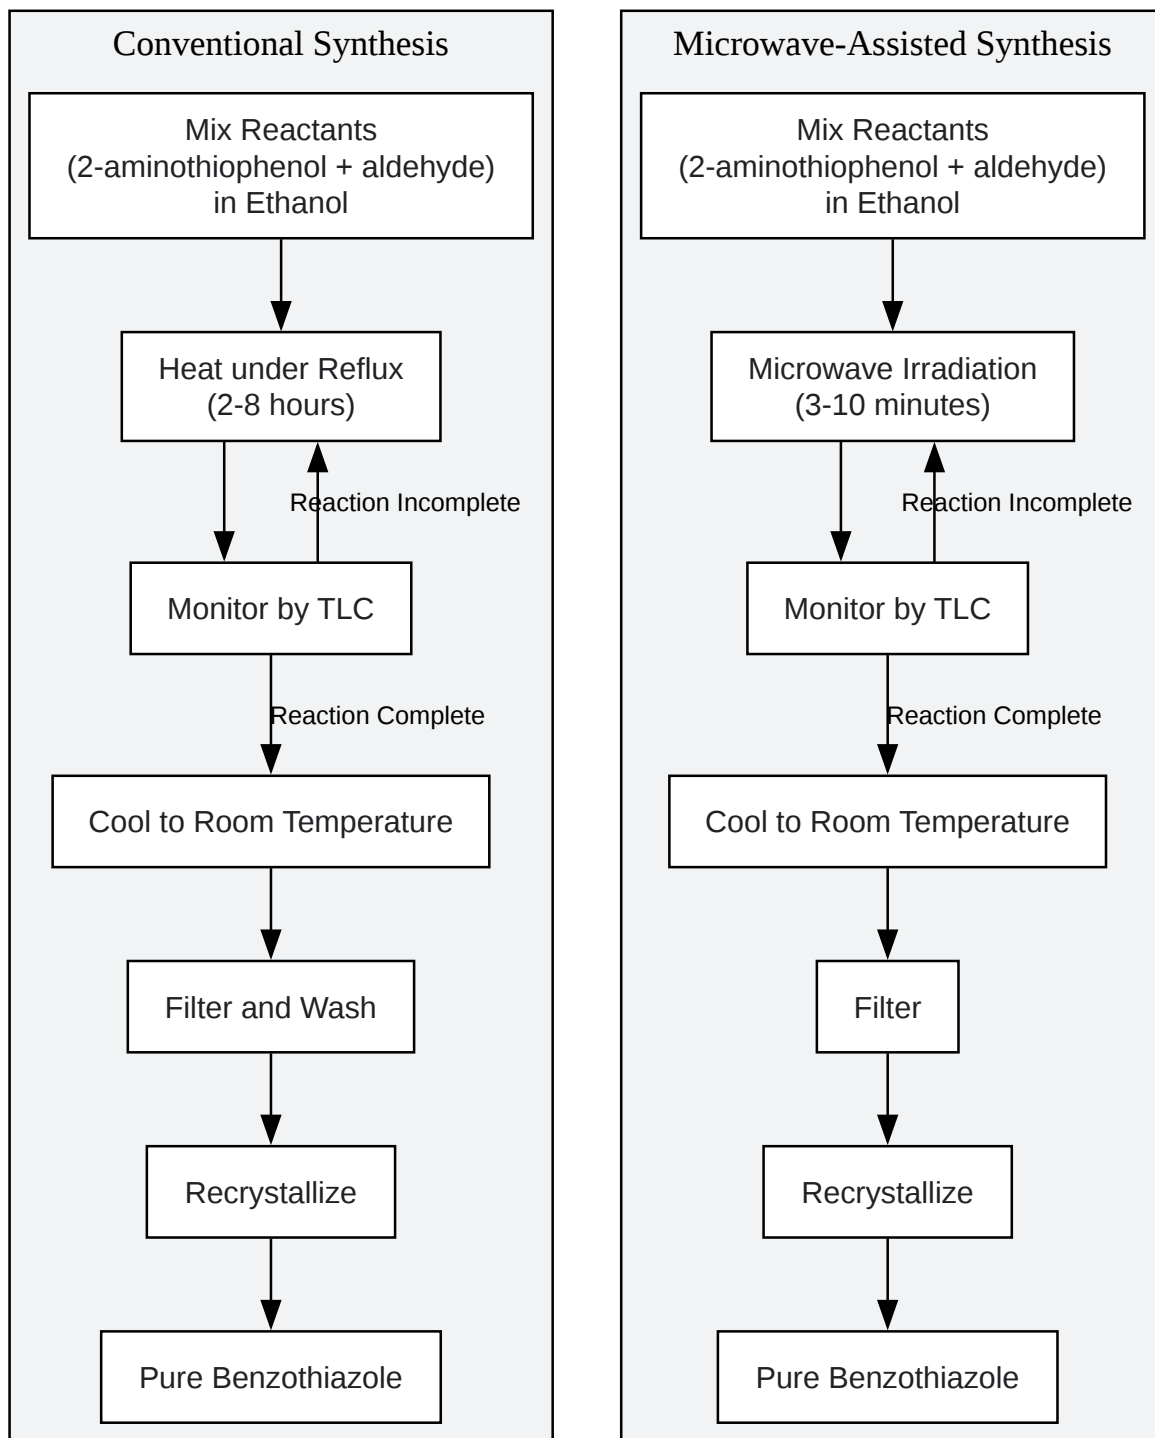 Conventional Synthesis
Mix Reactants
(2-aminothiophenol + aldehyde)
in Ethanol
Heat under Reflux
(2-8 hours)
Reaction Incomplete
Monitor by TLC
Reaction Complete
Cool to Room Temperature
Filter and Wash
Recrystallize
Pure Benzothiazole
Microwave-Assisted Synthesis
Mix Reactants
(2-aminothiophenol + aldehyde)
in Ethanol
Microwave Irradiation
(3-10 minutes)
Reaction Incomplete
Monitor by TLC
Reaction Complete
Cool to Room Temperature
Filter
Recrystallize
Pure Benzothiazole